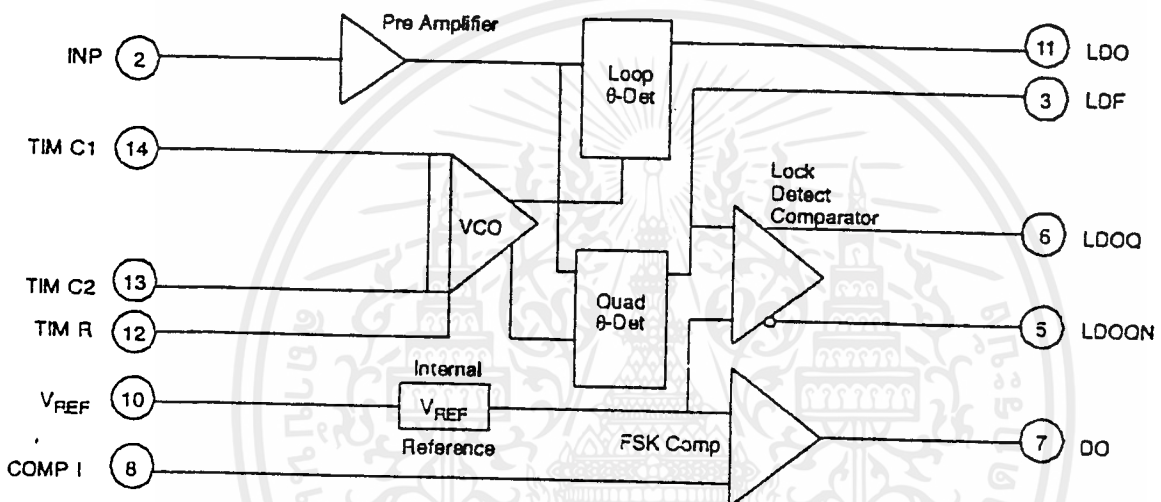 Pre Amplifier
INP 2
Loop
θ-Det
11 LDO
3 LDF
TIM C1 14
VCO
Lock
Detect
Comparator
6 LDOQ
TIM C2 13
TIM R 12
Quad
θ-Det
5 LDOQN
Internal
VREF 10
VREF
Reference
FSK Comp
7 DO
COMP I 8